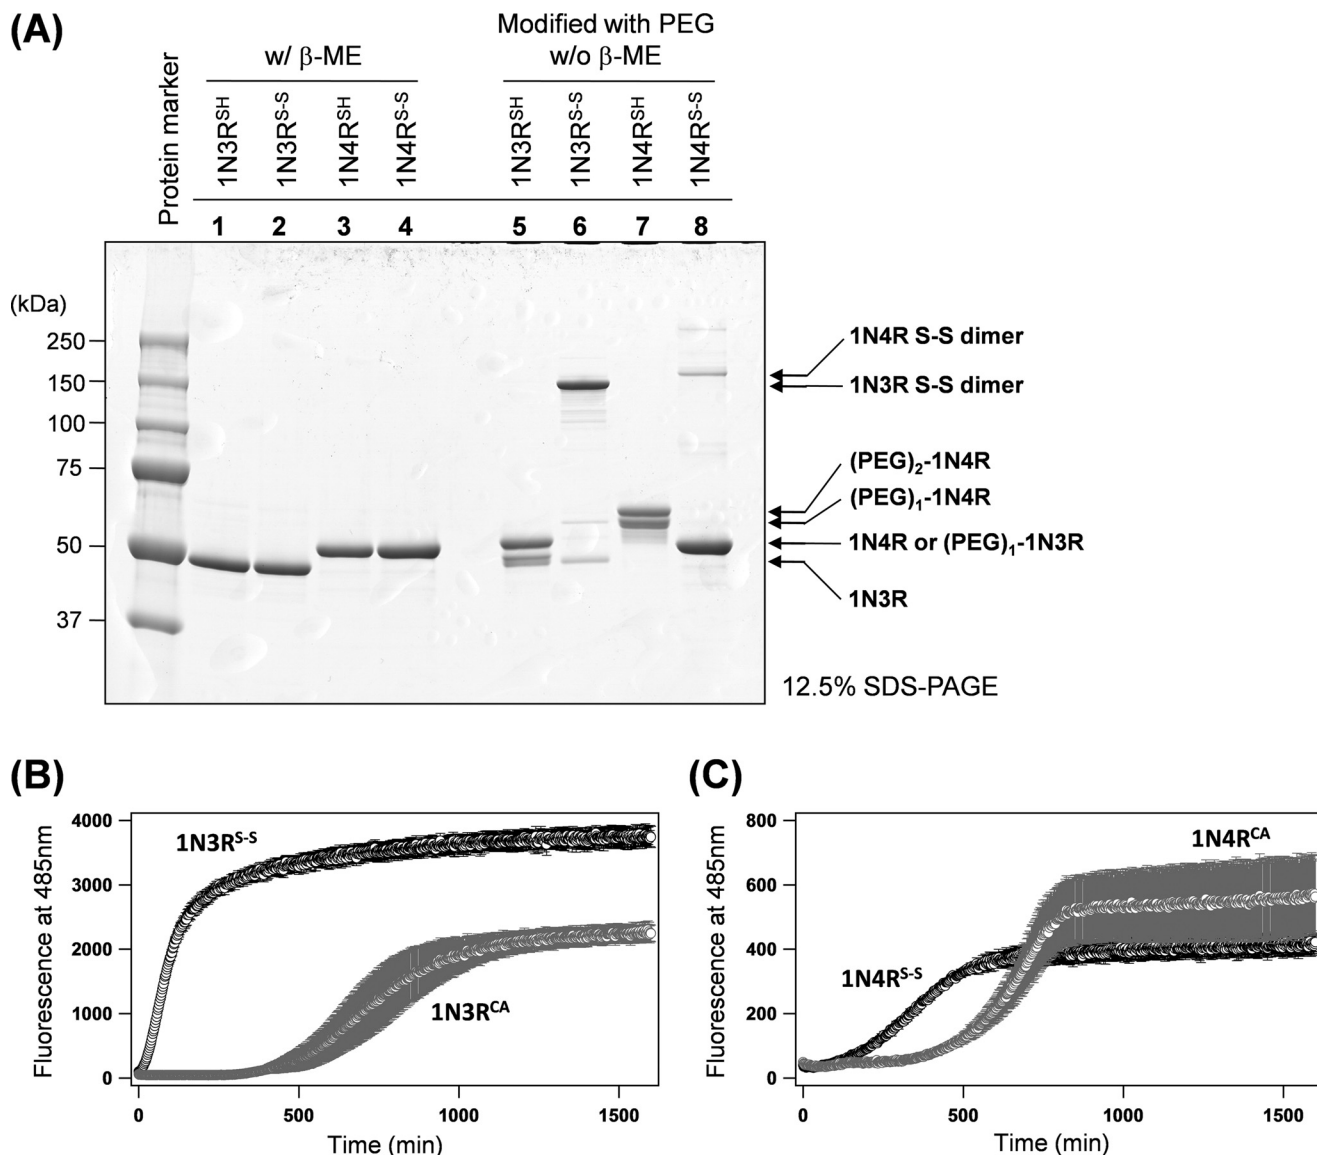 (A)
Modified with PEG
w/ β-ME
w/o β-ME
Protein marker
1N3R^SH
1N3R^S-S
1N4R^SH
1N4R^S-S
1N3R^SH
1N3R^S-S
1N4R^SH
1N4R^S-S
1 2 3 4 5 6 7 8
(kDa)
250
150
100
75
50
37
1N4R S-S dimer
1N3R S-S dimer
(PEG)₂-1N4R
(PEG)₁-1N4R
1N4R or (PEG)₁-1N3R
1N3R
12.5% SDS-PAGE
(B)
Fluorescence at 485nm
4000
3000
2000
1000
0
1N3R^S-S
1N3R^CA
0 500 1000 1500
Time (min)
(C)
Fluorescence at 485nm
800
600
400
200
0
1N4R^CA
1N4R^S-S
0 500 1000 1500
Time (min)